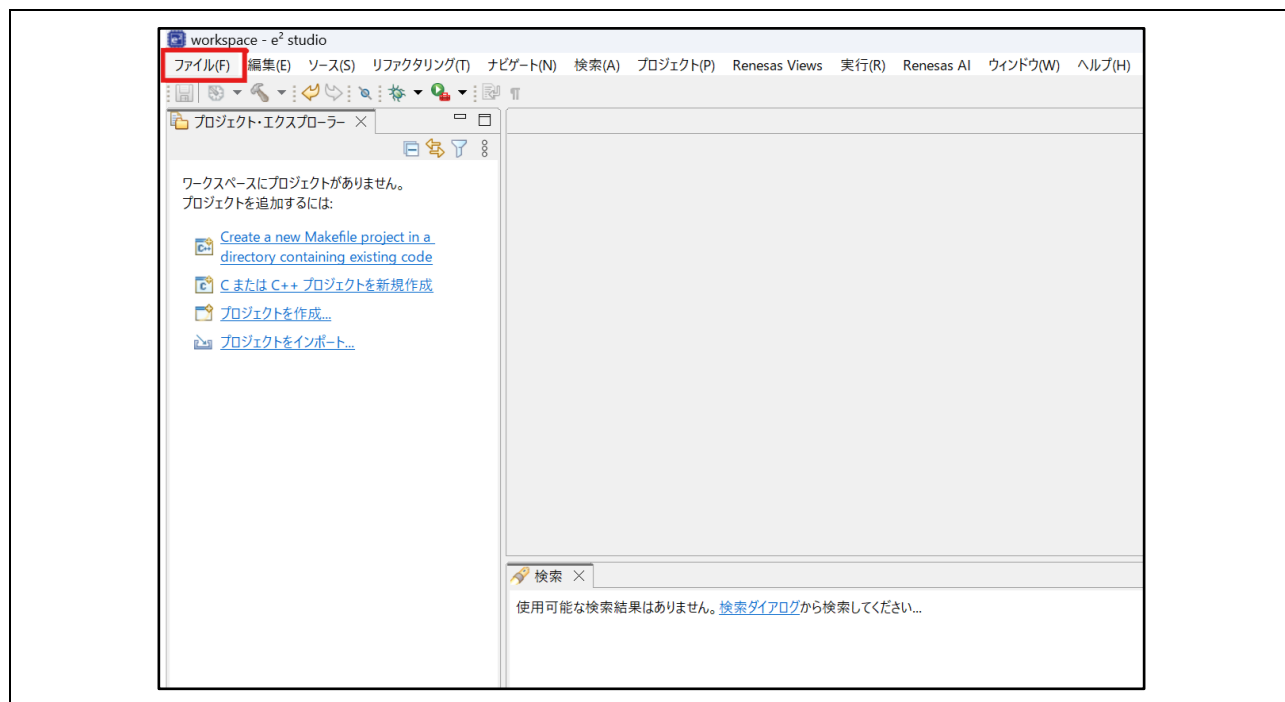 workspace - e² studio
ファイル(F) 編集(E) ソース(S) リファクタリング(T) ナビゲート(N) 検索(A) プロジェクト(P) Renesas Views 実行(R) Renesas AI ウィンドウ(W) ヘルプ(H)
プロジェクト・エクスプローラー
ワークスペースにプロジェクトがありません。
プロジェクトを追加するには:
Create a new Makefile project in a
directory containing existing code
C または C++ プロジェクトを新規作成
プロジェクトを作成...
プロジェクトをインポート...
検索
使用可能な検索結果はありません。検索ダイアログから検索してください...